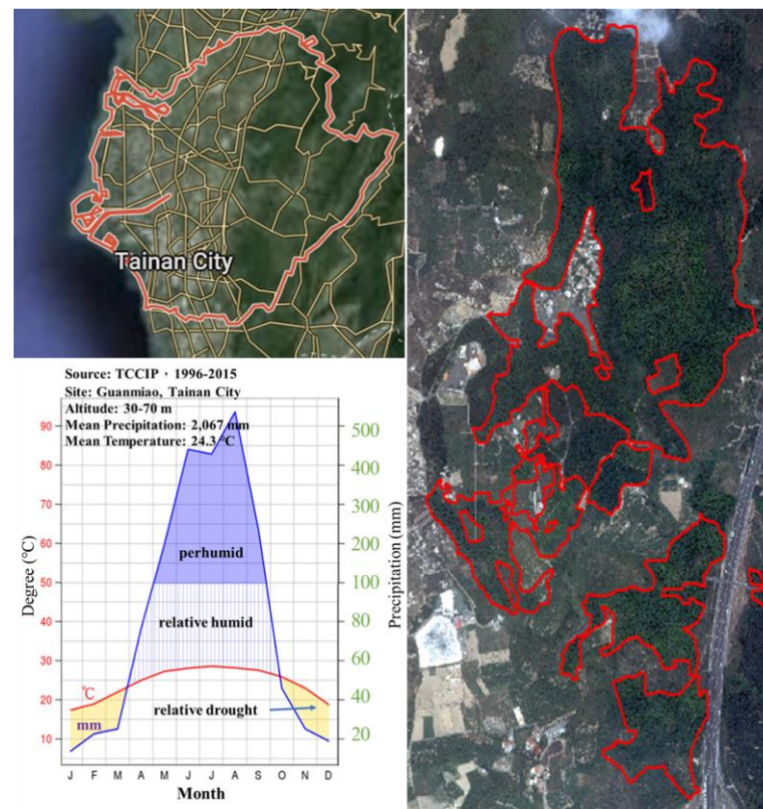 Tainan City
Source: TCCIP，1996-2015
Site: Guanmiao, Tainan City
Altitude: 30-70 m
Mean Precipitation: 2,067 mm
Mean Temperature: 24.3 ℃
90
80
70
60
50
40
30
20
10
Degree (℃)
500
400
300
200
100
80
60
40
20
Precipitation (mm)
perhumid
relative humid
℃
mm
relative drought
J F M A M J J A S O N D
Month